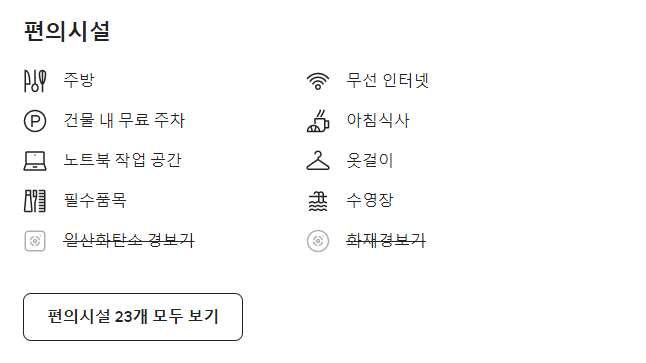 편의시설
주방
무선 인터넷
건물 내 무료 주차
아침식사
노트북 작업 공간
옷걸이
필수품목
수영장
일산화탄소 경보기
화재경보기
편의시설 23개 모두 보기